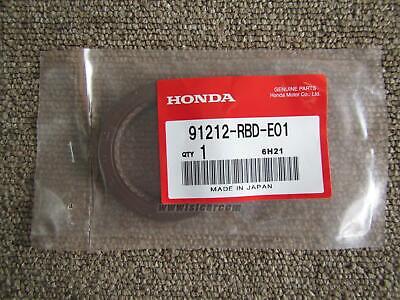 HONDA
GENUINE PARTS
Honda Motor Co., Ltd.
91212-RBD-E01
QTY 1 6H21
MADE IN JAPAN